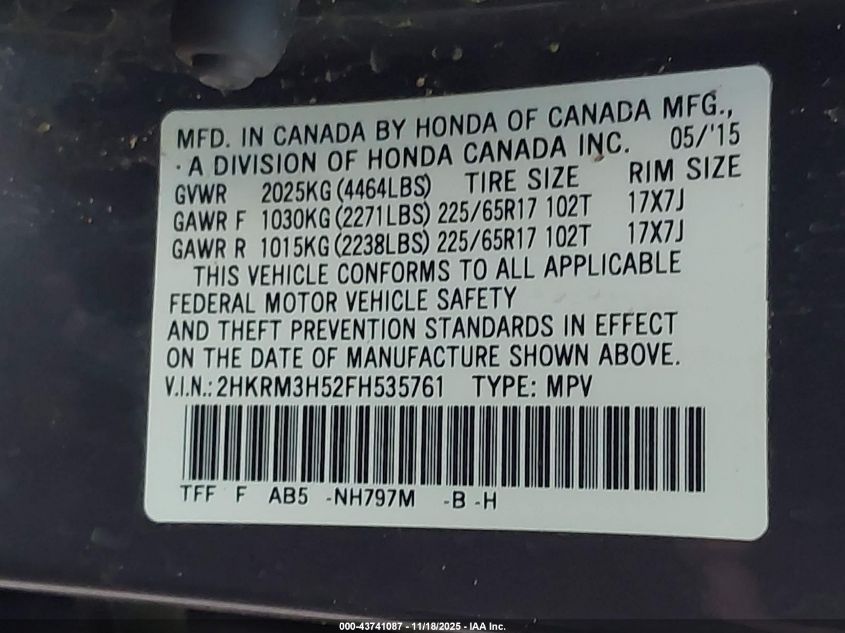 MFD. IN CANADA BY HONDA OF CANADA MFG.,
·A DIVISION OF HONDA CANADA INC. 05/'15
GVWR 2025KG (4464LBS) TIRE SIZE RIM SIZE
GAWR F 1030KG (2271LBS) 225/65R17 102T 17X7J
GAWR R 1015KG (2238LBS) 225/65R17 102T 17X7J
THIS VEHICLE CONFORMS TO ALL APPLICABLE
FEDERAL MOTOR VEHICLE SAFETY
AND THEFT PREVENTION STANDARDS IN EFFECT
ON THE DATE OF MANUFACTURE SHOWN ABOVE.
V.I.N.: 2HKRM3H52FH535761 TYPE: MPV
TFF F AB5 -NH797M -B -H
000-43741087 - 11/18/2025 - IAA Inc.